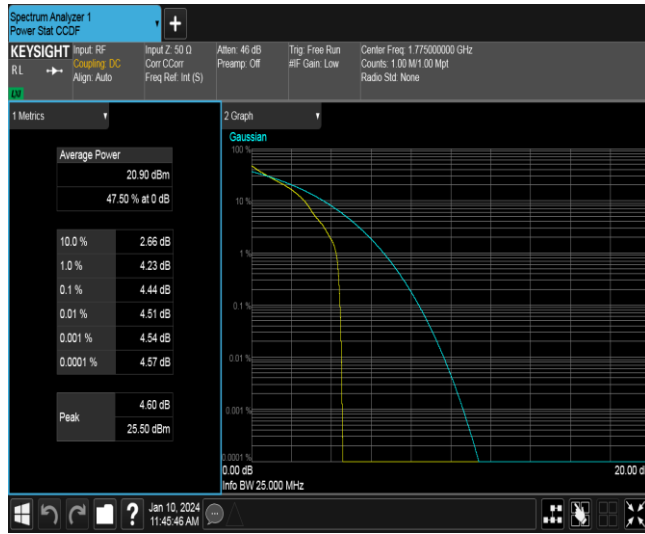 Spectrum Analyzer 1
Power Stat CCDF
+
KEYSIGHT
RL
LXI
Input: RF
Coupling: DC
Align: Auto
Input Z: 50 Ω
Corr CCorr
Freq Ref: Int (S)
Atten: 46 dB
Preamp: Off
Trig: Free Run
#IF Gain: Low
Center Freq: 1.775000000 GHz
Counts: 1.00 M/1.00 Mpt
Radio Std: None
1 Metrics
Average Power
20.90 dBm
47.50 % at 0 dB
10.0 % 2.66 dB
1.0 % 4.23 dB
0.1 % 4.44 dB
0.01 % 4.51 dB
0.001 % 4.54 dB
0.0001 % 4.57 dB
Peak
4.60 dB
25.50 dBm
2 Graph
Gaussian
100 %
10 %
1 %
0.1 %
0.01 %
0.001 %
0.0001 %
0.00 dB
20.00 d
Info BW 25.000 MHz
?
Jan 10, 2024
11:45:46 AM